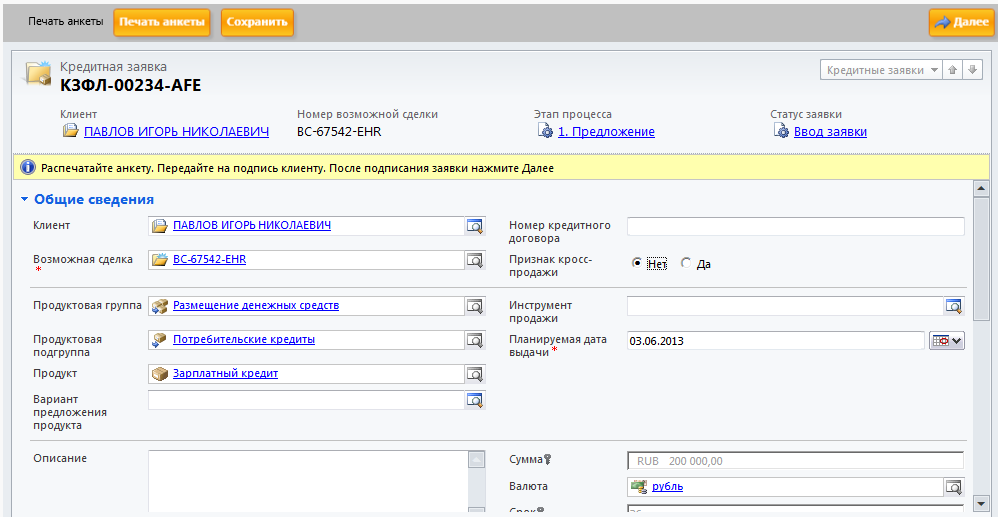 Печать анкеты Печать анкеты Сохранить Далее
Кредитная заявка
КЗФЛ-00234-AFE
Кредитные заявки
Клиент Номер возможной сделки Этап процесса Статус заявки
ПАВЛОВ ИГОРЬ НИКОЛАЕВИЧ ВС-67542-EHR 1. Предложение Ввод заявки
Распечатайте анкету. Передайте на подпись клиенту. После подписания заявки нажмите Далее
Общие сведения
Клиент ПАВЛОВ ИГОРЬ НИКОЛАЕВИЧ Номер кредитного
договора
Возможная сделка ВС-67542-EHR Признак кросс-
* продажи Нет Да
Продуктовая группа Размещение денежных средств Инструмент
продажи
Продуктовая Потребительские кредиты Планируемая дата 03.06.2013
подгруппа выдачи *
Продукт Зарплатный кредит
Вариант
предложения
продукта
Описание Сумма RUB 200 000,00
Валюта рубль
Срок